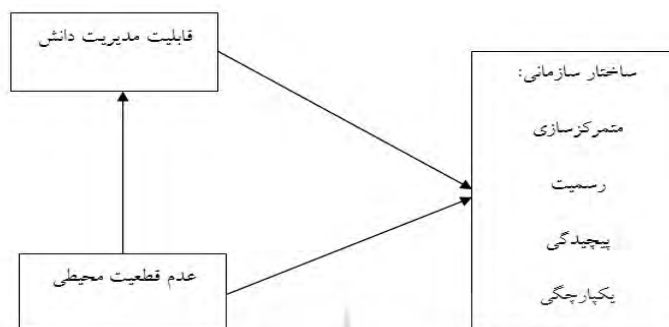 قابلیت مدیریت دانش
ساختار سازمانی:
متمرکزسازی
رسمیت
پیچیدگی
یکپارچگی
عدم قطعیت محیطی